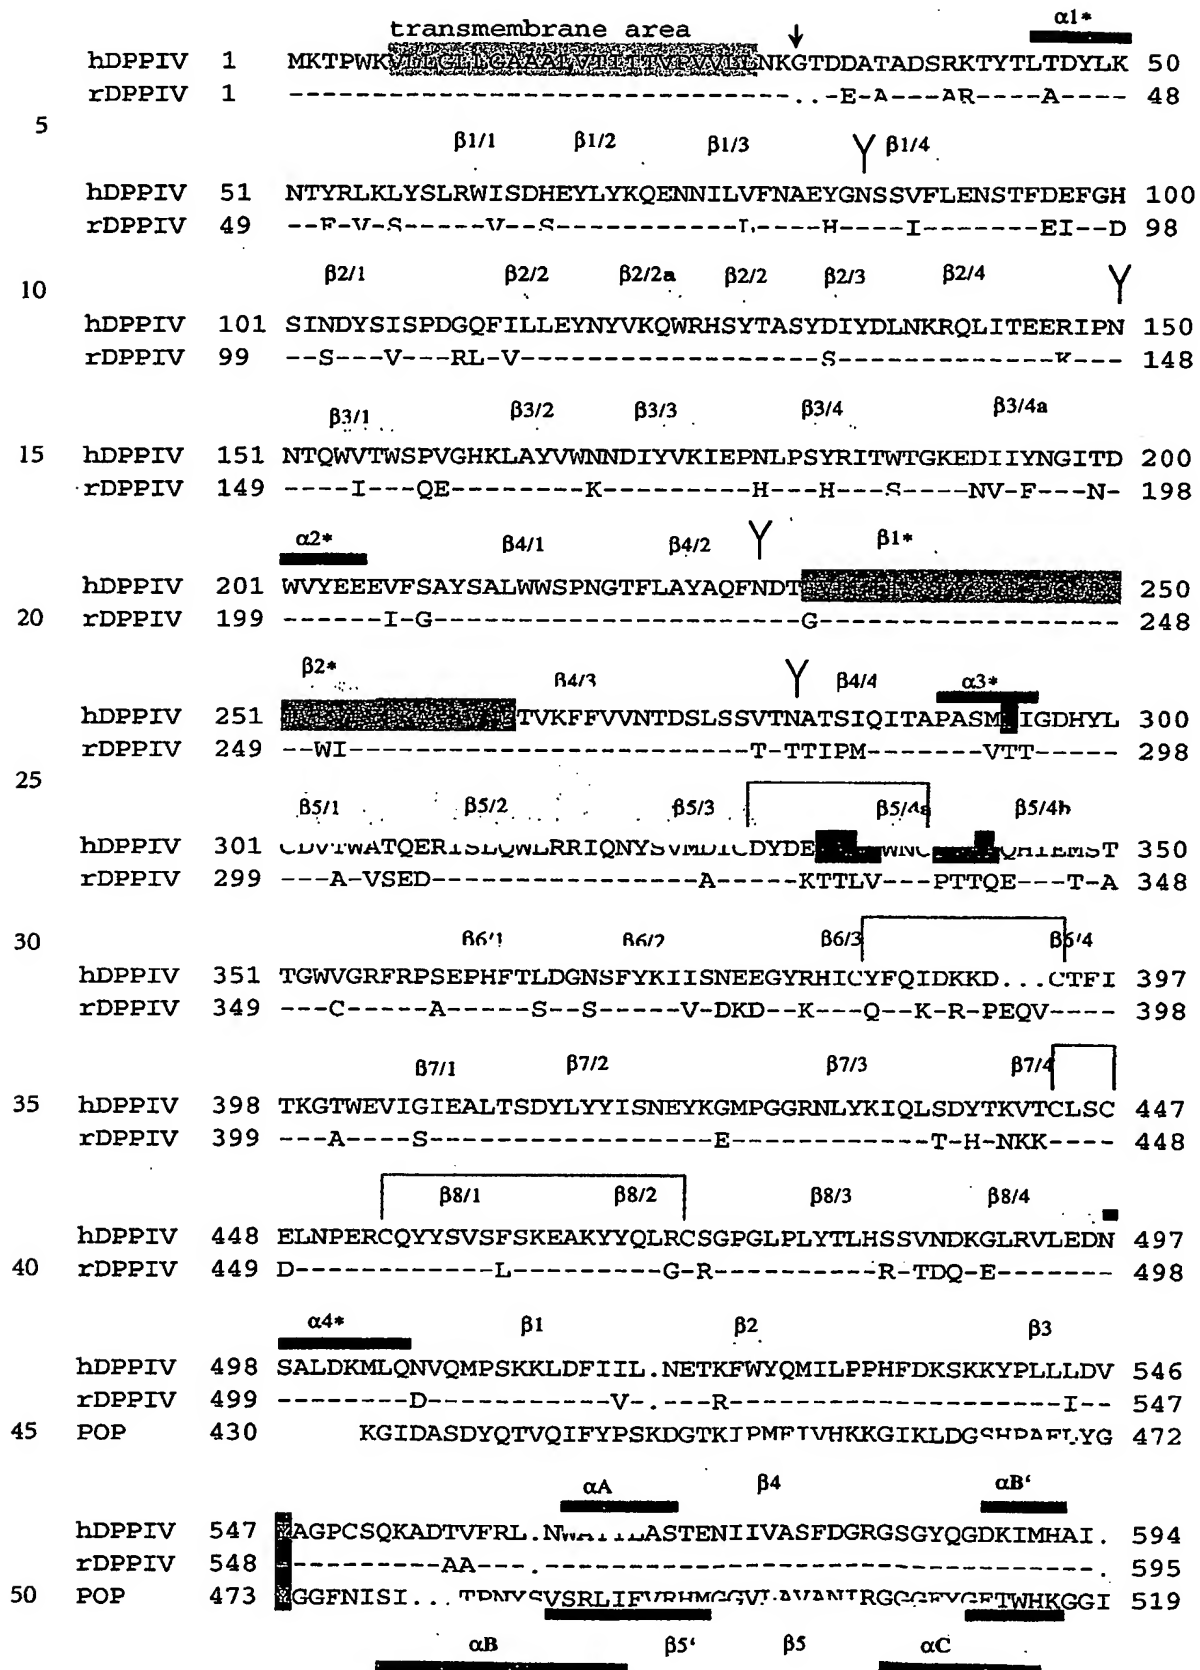 transmembrane area α1*
hDPPIV 1 NKGTDDATADSRKTYTLTDYLK 50
rDPPIV 1 -------------------------------..-E-A---AR----A---- 48
5
β1/1 β1/2 β1/3 β1/4
hDPPIV 51 NTYRLKLYSLRWISDHEYLYKQENNILVFNAEYGNSSVFLENSTFDEFGH 100
rDPPIV 49 --F-V-S-----V--S-----------L----H----I-------EI--D 98
β2/1 β2/2 β2/2a β2/2 β2/3 β2/4
10
hDPPIV 101 SINDYSISPDGQFILLEYNYVKQWRHSYTASYDIYDLNKRQLITEERIPN 150
rDPPIV 99 --S---V---RL-V------------------S-------------K--- 148
β3/1 β3/2 β3/3 β3/4 β3/4a
15 hDPPIV 151 NTQWVTWSPVGHKLAYVWNNDIYVKIEPNLPSYRITWTGKEDIIYNGITD 200
rDPPIV 149 ----I---QE--------K---------H---H---S----NV-F---N- 198
α2* β4/1 β4/2 β1*
hDPPIV 201 WVYEEEVFSAYSALWWSPNGTFLAYAQFNDT 250
20 rDPPIV 199 ------I-G----------------------G------------------ 248
β2* β4/3 β4/4 α3*
hDPPIV 251 TVKFFVVNTDSLSSVTNATSIQITAPASM IGDHYL 300
rDPPIV 249 --WI------------------------T-TTIPM-------VTT----- 298
25
β5/1 β5/2 β5/3 β5/4a β5/4b
hDPPIV 301 CDVTWATQERISLQWLRRIQNYSVMDICDYDE WNC QHIEMST 350
rDPPIV 299 ---A-VSED----------------A-----KTTLV---PTTQE---T-A 348
30 β6/1 β6/2 β6/3 β6/4
hDPPIV 351 TGWVGRFRPSEPHFTLDGNSFYKIISNEEGYRHICYFQIDKKD...CTFI 397
rDPPIV 349 ---C-----A-----S--S-----V-DKD--K---Q--K-R-PEQV---- 398
β7/1 β7/2 β7/3 β7/4
35 hDPPIV 398 TKGTWEVIGIEALTSDYLYYISNEYKGMPGGRNLYKIQLSDYTKVTCLSC 447
rDPPIV 399 ---A----S-----------------E------------T-H-NKK---- 448
β8/1 β8/2 β8/3 β8/4
hDPPIV 448 ELNPERCQYYSVSFSKEAKYYQLRCSGPGLPLYTLHSSVNDKGLRVLEDN 497
40 rDPPIV 449 D------------L---------G-R----------R-TDQ-E------- 498
α4* β1 β2 β3
hDPPIV 498 SALDKMLQNVQMPSKKLDFIIL.NETKFWYQMILPPHFDKSKKYPLLLDV 546
rDPPIV 499 --------D-----------V-.---R--------------------I-- 547
45 POP 430 KGIDASDYQTVQIFYPSKDGTKIPMFIVHKKGIKLDGSHPAFLYG 472
αA β4 αB‘
hDPPIV 547 YAGPCSQKADTVFRL.NWATYLASTENIIVASFDGRGSGYQGDKIMHAI. 594
rDPPIV 548 ----------AA---.---------------------------------. 595
50 POP 473 YGGFNISI...TPNYSVSRLIFVRHMGGVLAVANIRGGGEYGETWHKGGI 519
αB β5‘ β5 αC